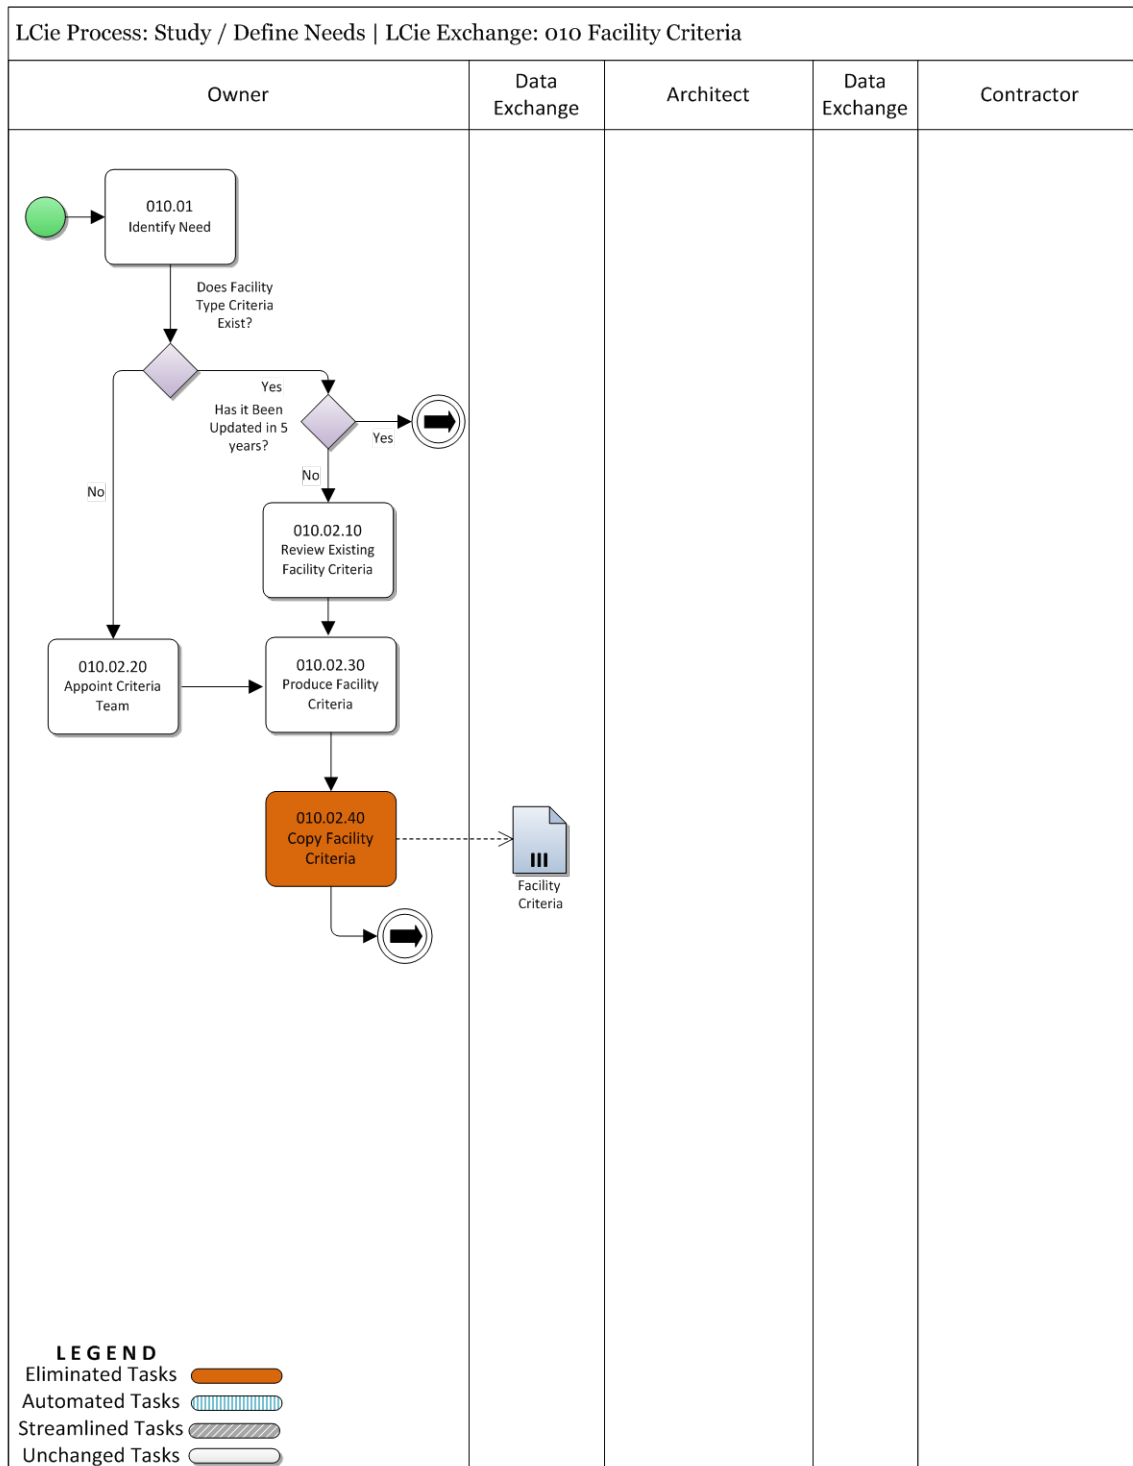 LCie Process: Study / Define Needs | LCie Exchange: 010 Facility Criteria
Owner
Data
Exchange
Architect
Data
Exchange
Contractor
010.01
Identify Need
Does Facility
Type Criteria
Exist?
Yes
Has it Been
Updated in 5
years?
Yes
No
No
010.02.10
Review Existing
Facility Criteria
010.02.20
Appoint Criteria
Team
010.02.30
Produce Facility
Criteria
010.02.40
Copy Facility
Criteria
Facility
Criteria
LEGEND
Eliminated Tasks
Automated Tasks
Streamlined Tasks
Unchanged Tasks